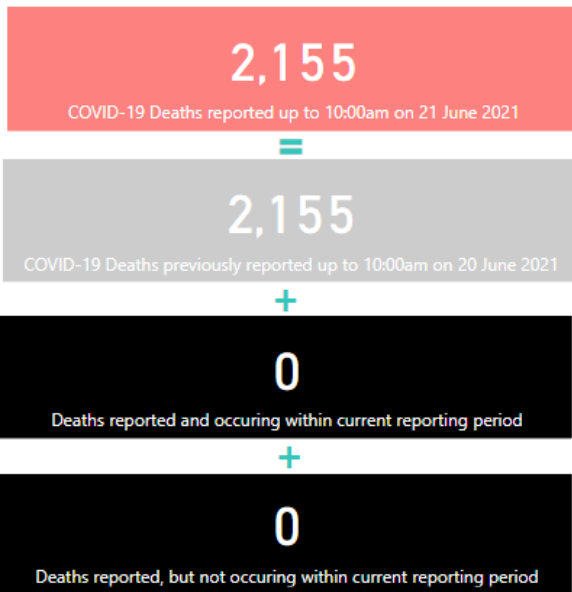 2,155
COVID-19 Deaths reported up to 10:00am on 21 June 2021
=
2,155
COVID-19 Deaths previously reported up to 10:00am on 20 June 2021
+
0
Deaths reported and occuring within current reporting period
+
0
Deaths reported, but not occuring within current reporting period